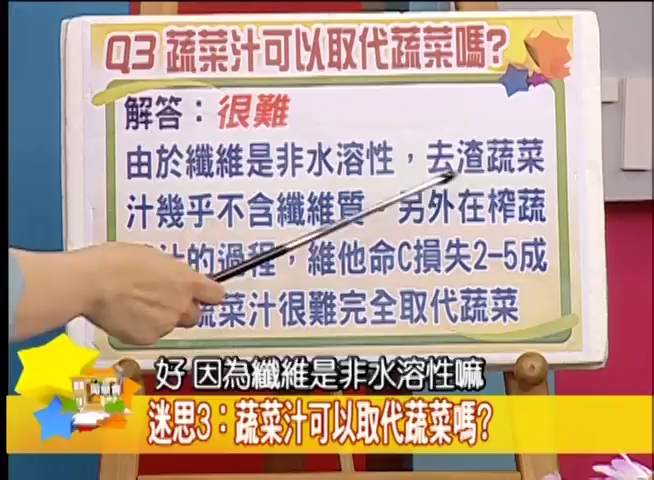 Q3 蔬菜汁可以取代蔬菜嗎?
解答：很難
由於纖維是非水溶性，去渣蔬菜
汁幾乎不含纖維質，另外在榨蔬
汁的過程，維他命C損失2-5成
蔬菜汁很難完全取代蔬菜
好 因為纖維是非水溶性嘛
迷思3：蔬菜汁可以取代蔬菜嗎?